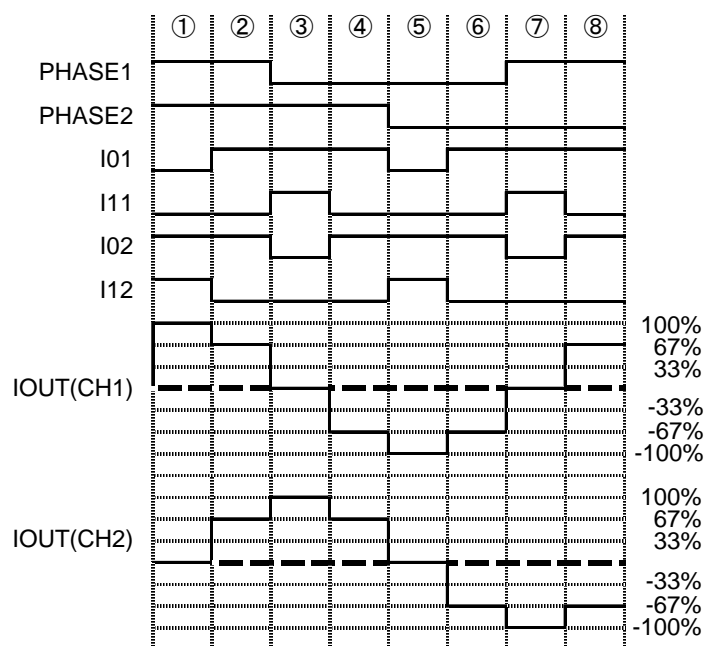 ① ② ③ ④ ⑤ ⑥ ⑦ ⑧
PHASE1
PHASE2
I01
I11
I02
I12
IOUT(CH1)
100%
67%
33%
-33%
-67%
-100%
IOUT(CH2)
100%
67%
33%
-33%
-67%
-100%